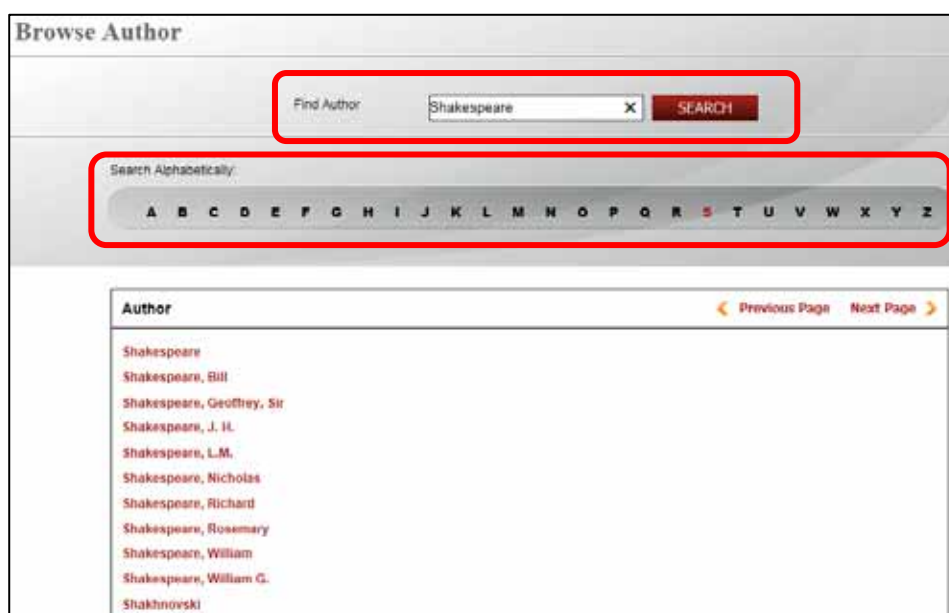 Browse Author
Find Author Shakespeare X SEARCH
Search Alphabetically:
A B C D E F G H I J K L M N O P Q R S T U V W X Y Z
Author Previous Page Next Page
Shakespeare
Shakespeare, Bill
Shakespeare, Geoffrey, Sir
Shakespeare, J. H.
Shakespeare, L.M.
Shakespeare, Nicholas
Shakespeare, Richard
Shakespeare, Rosemary
Shakespeare, William
Shakespeare, William G.
Shakhnovski